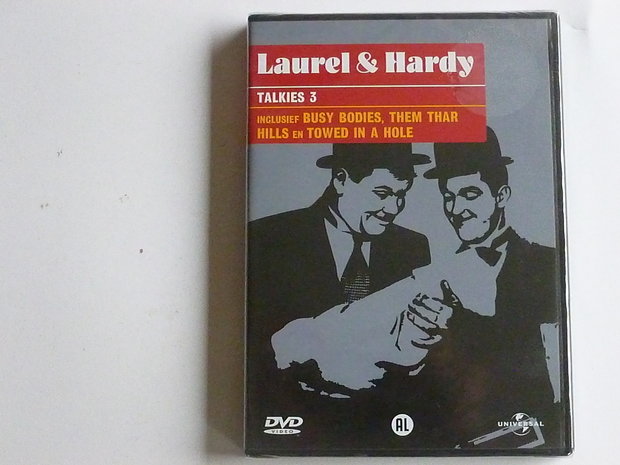 Laurel & Hardy
TALKIES 3
INCLUSIEF BUSY BODIES, THEM THAR
HILLS EN TOWED IN A HOLE
DVD
VIDEO
AL
UNIVERSAL